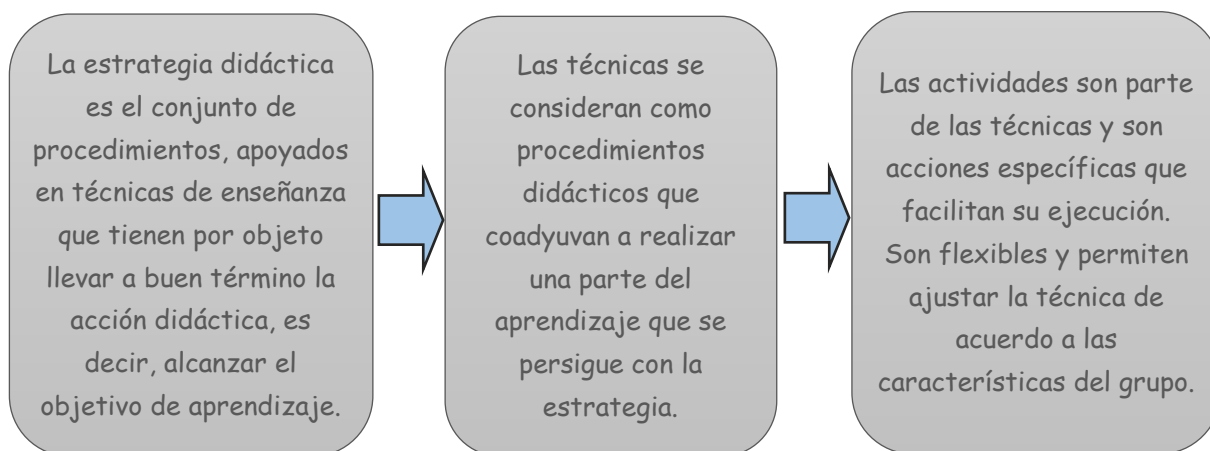 La estrategia didáctica
es el conjunto de
procedimientos, apoyados
en técnicas de enseñanza
que tienen por objeto
llevar a buen término la
acción didáctica, es
decir, alcanzar el
objetivo de aprendizaje.
Las técnicas se
consideran como
procedimientos
didácticos que
coadyuvan a realizar
una parte del
aprendizaje que se
persigue con la
estrategia.
Las actividades son parte
de las técnicas y son
acciones específicas que
facilitan su ejecución.
Son flexibles y permiten
ajustar la técnica de
acuerdo a las
características del grupo.